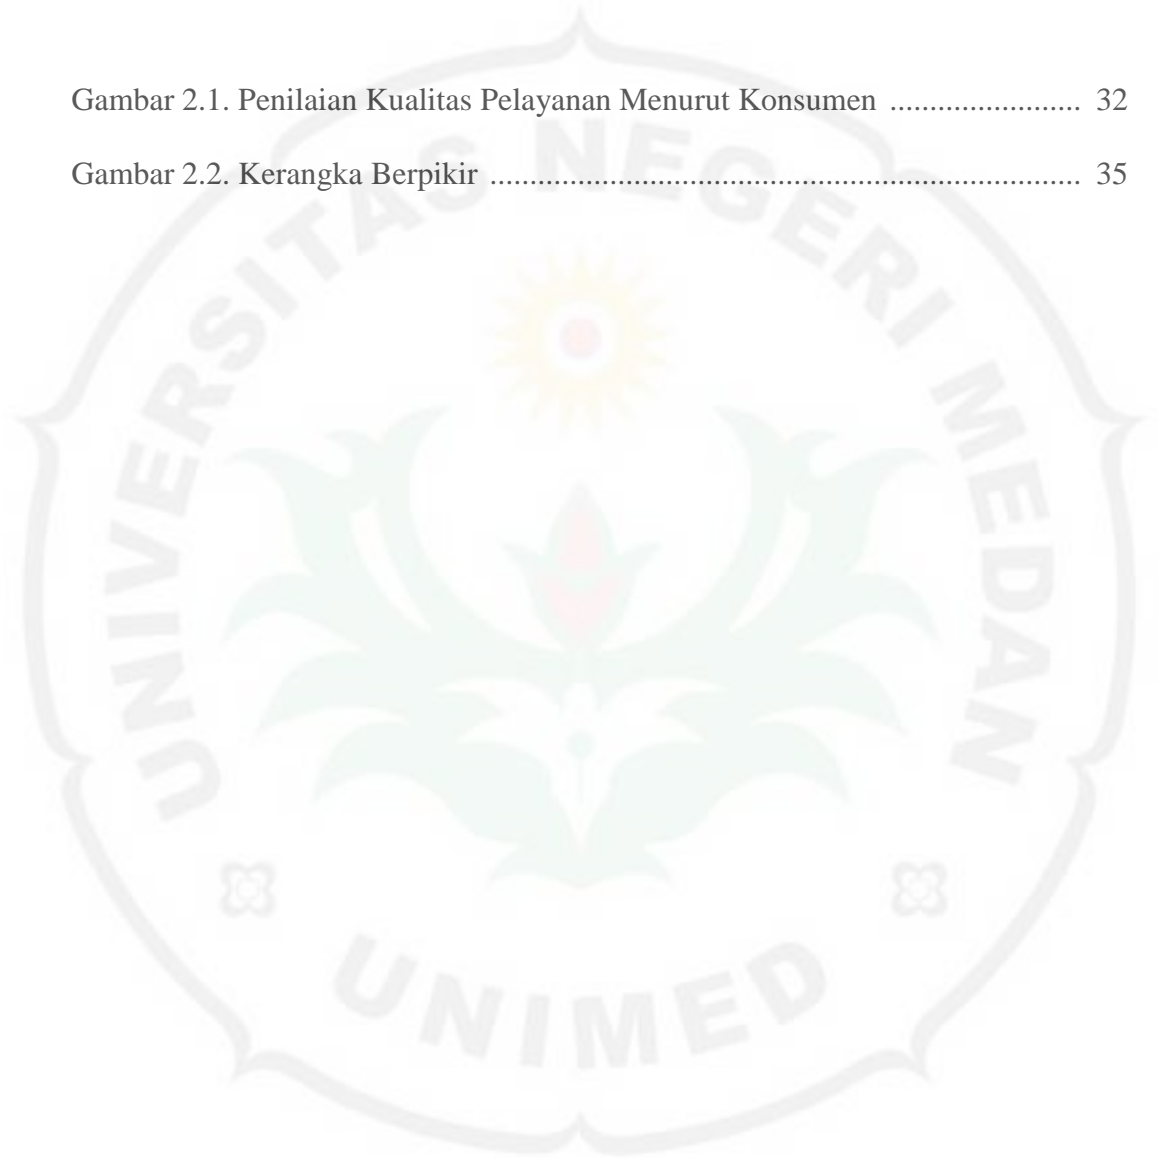 Gambar 2.1. Penilaian Kualitas Pelayanan Menurut Konsumen ........................ 32
Gambar 2.2. Kerangka Berpikir .......................................................................... 35
UNIVERSITAS NEGERI MEDAN
UNIMED